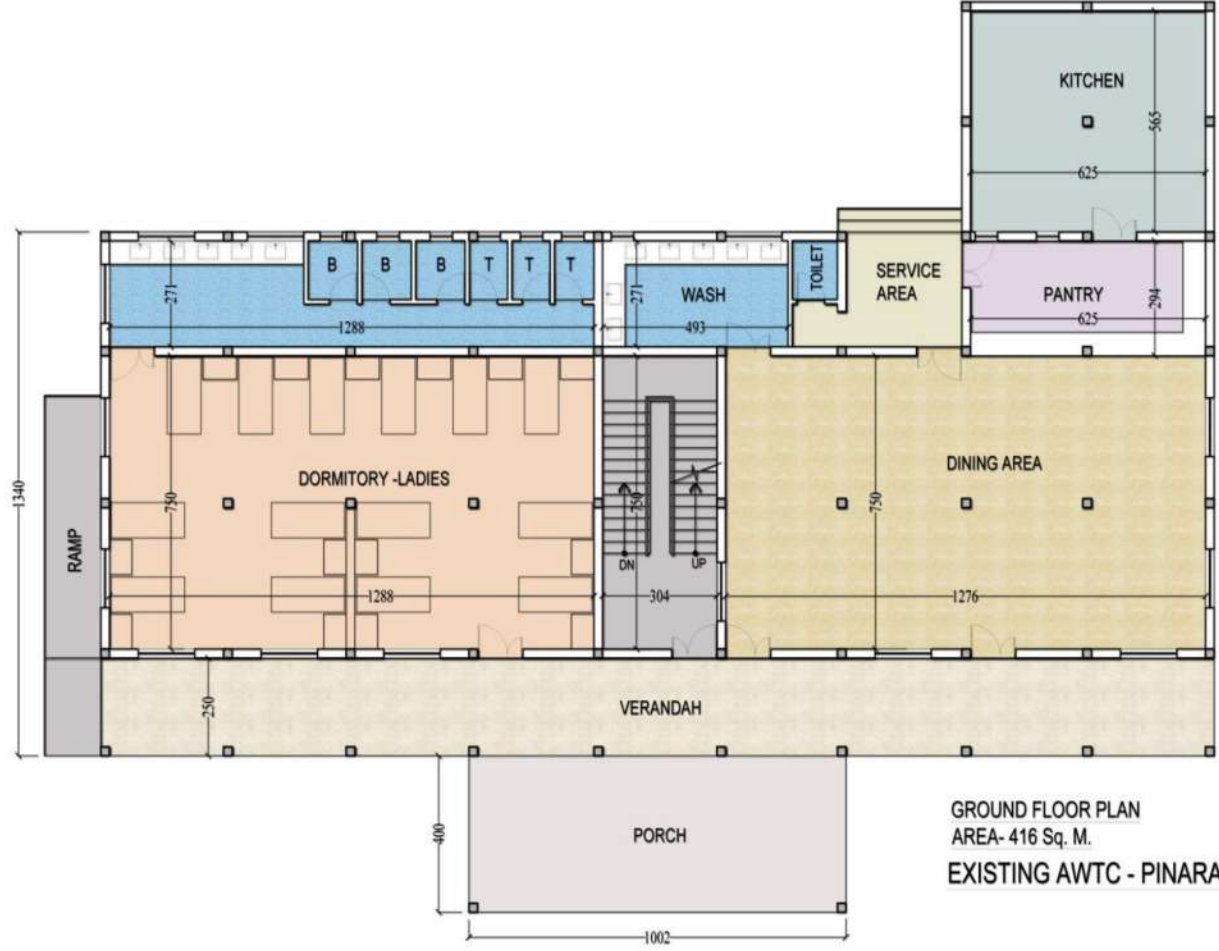 KITCHEN
565
625
B
B
B
T
T
T
TOILET
SERVICE
AREA
271
271
WASH
PANTRY
294
1288
493
625
DORMITORY -LADIES
DINING AREA
1340
RAMP
750
750
750
DN
UP
1288
304
1276
250
VERANDAH
400
PORCH
1002
GROUND FLOOR PLAN
AREA- 416 Sq. M.
EXISTING AWTC - PINARA